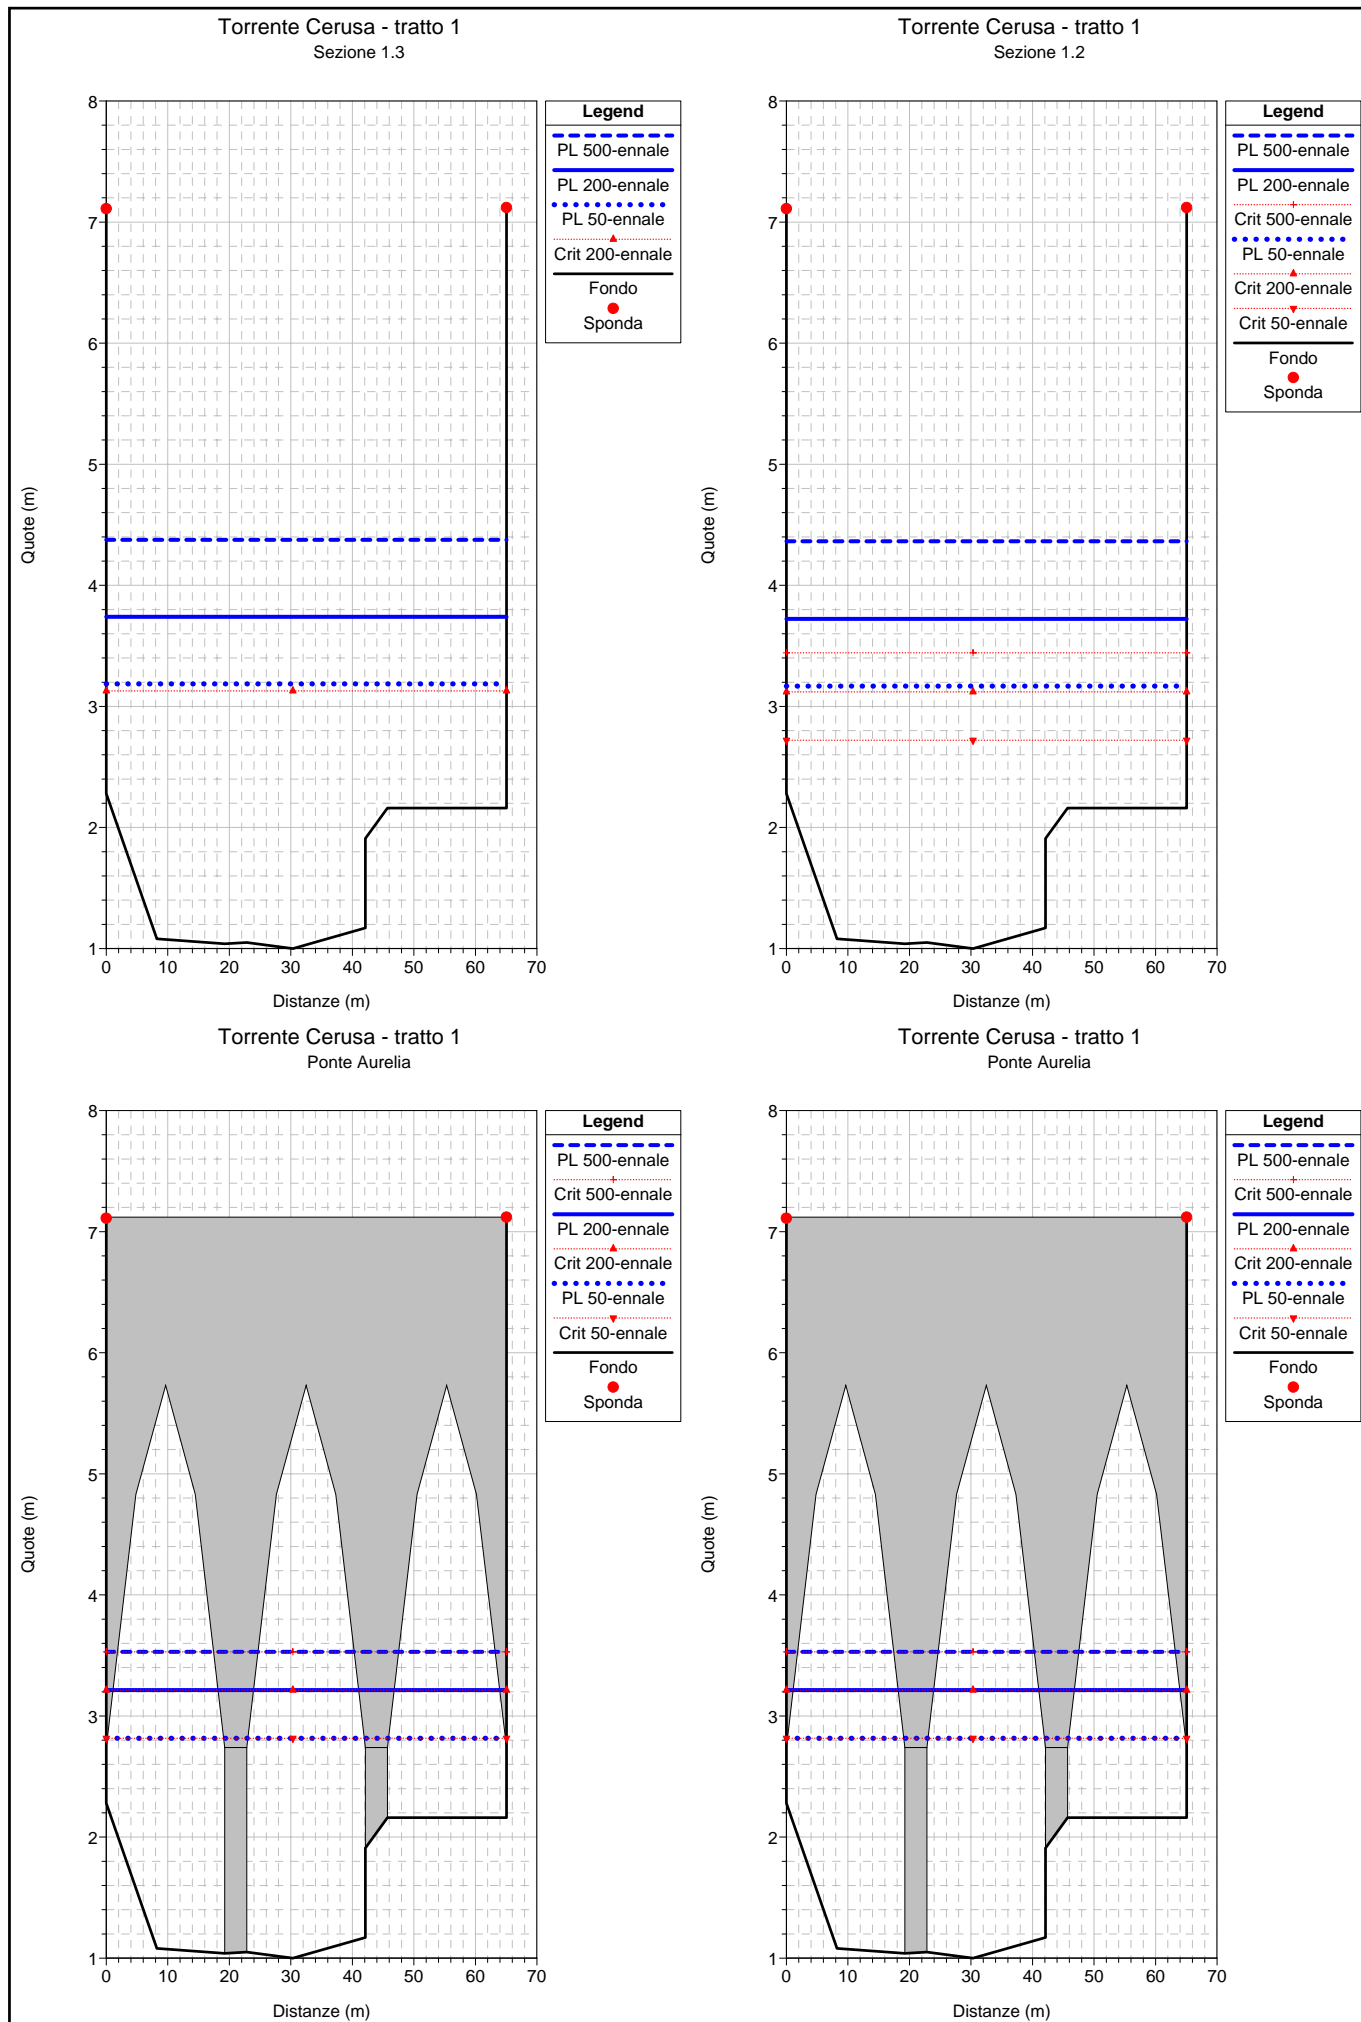 Torrente Cerusa - tratto 1
Sezione 1.3
Quote (m)
8
7
6
5
4
3
2
1
0 10 20 30 40 50 60 70
Distanze (m)
Legend
PL 500-ennale
PL 200-ennale
PL 50-ennale
Crit 200-ennale
Fondo
Sponda
Torrente Cerusa - tratto 1
Sezione 1.2
Quote (m)
8
7
6
5
4
3
2
1
0 10 20 30 40 50 60 70
Distanze (m)
Legend
PL 500-ennale
PL 200-ennale
Crit 500-ennale
PL 50-ennale
Crit 200-ennale
Crit 50-ennale
Fondo
Sponda
Torrente Cerusa - tratto 1
Ponte Aurelia
Quote (m)
8
7
6
5
4
3
2
1
0 10 20 30 40 50 60 70
Distanze (m)
Legend
PL 500-ennale
Crit 500-ennale
PL 200-ennale
Crit 200-ennale
PL 50-ennale
Crit 50-ennale
Fondo
Sponda
Torrente Cerusa - tratto 1
Ponte Aurelia
Quote (m)
8
7
6
5
4
3
2
1
0 10 20 30 40 50 60 70
Distanze (m)
Legend
PL 500-ennale
Crit 500-ennale
PL 200-ennale
Crit 200-ennale
PL 50-ennale
Crit 50-ennale
Fondo
Sponda